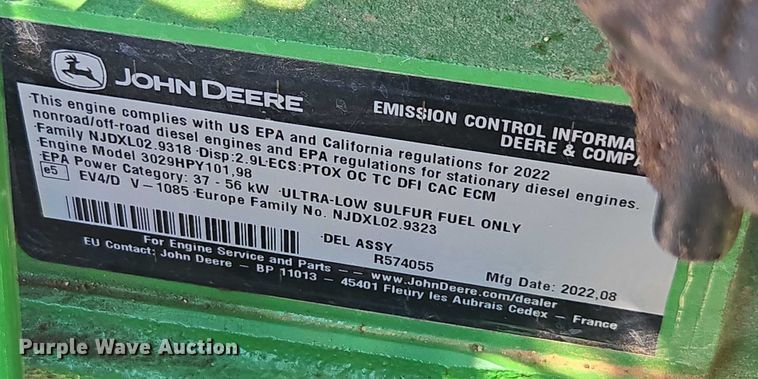 JOHN DEERE
EMISSION CONTROL INFORMA
DEERE & COMPA
This engine complies with US EPA and California regulations for 2022
nonroad/off-road diesel engines and EPA regulations for stationary diesel engines.
Family NJDXL02.9318 ·Disp:2.9L·ECS:PTOX OC TC DFI CAC ECM
Engine Model 3029HPY101,98
EPA Power Category: 37 - 56 kW ·ULTRA-LOW SULFUR FUEL ONLY
e5 EV4/D V-1085·Europe Family No. NJDXL02.9323
·DEL ASSY
R574055
Mfg Date: 2022,08
For Engine Service and Parts -- www.JohnDeere.com/dealer
EU Contact: John Deere - BP 11013 - 45401 Fleury les Aubrais Cedex - France
Purple Wave Auction